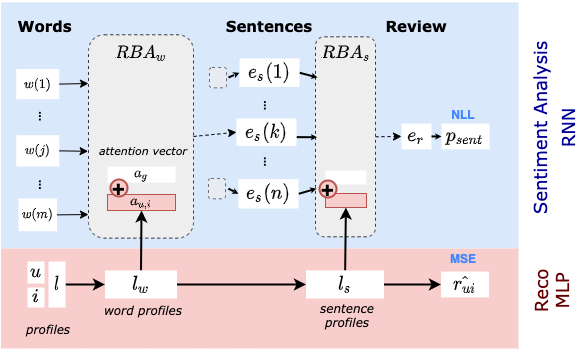 Words
Sentences
Review
RBA_w
RBA_s
w(1)
⋮
w(j)
⋮
w(m)
attention vector
a_g
+
a_{u,i}
e_s(1)
⋮
e_s(k)
⋮
e_s(n)
+
NLL
e_r
p_sent
Sentiment Analysis
RNN
u
i
l
profiles
l_w
word profiles
l_s
sentence
profiles
MSE
r̂_ui
Reco
MLP